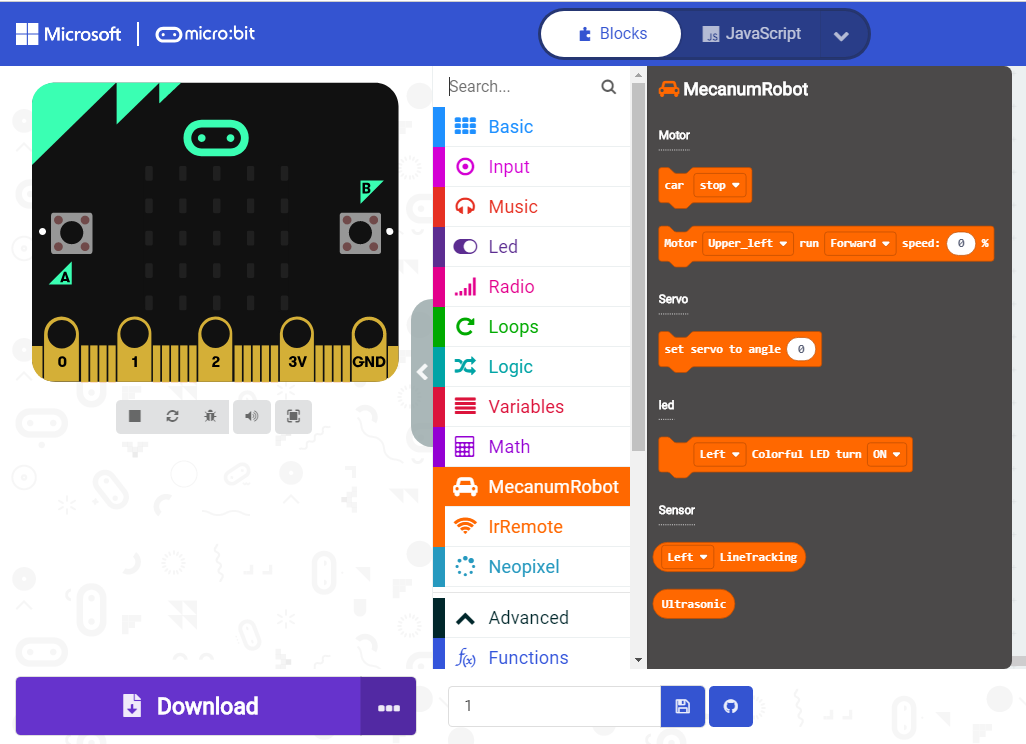 Microsoft micro:bit
Blocks
JavaScript
B
A
0 1 2 3V GND
Search...
Basic
Input
Music
Led
Radio
Loops
Logic
Variables
Math
MecanumRobot
IrRemote
Neopixel
Advanced
f(x) Functions
MecanumRobot
Motor
car stop
Motor Upper_left run Forward speed: 0 %
Servo
set servo to angle 0
led
Left Colorful LED turn ON
Sensor
Left LineTracking
Ultrasonic
Download
1